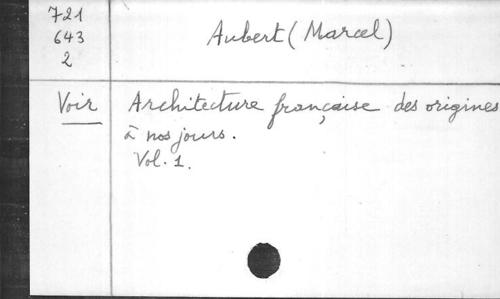 721
643
2
Aubert (Marcel)
Voir
Architecture française des origines
à nos jours.
Vol. 1.